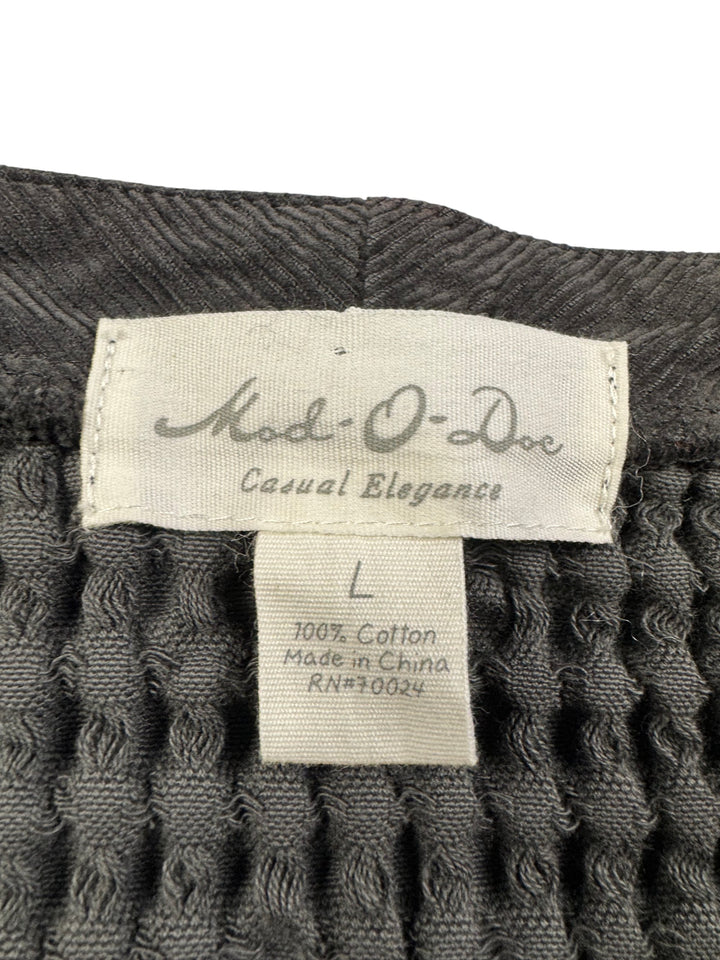 Mod-O-Doc
Casual Elegance
L
100% Cotton
Made in China
RN#70024